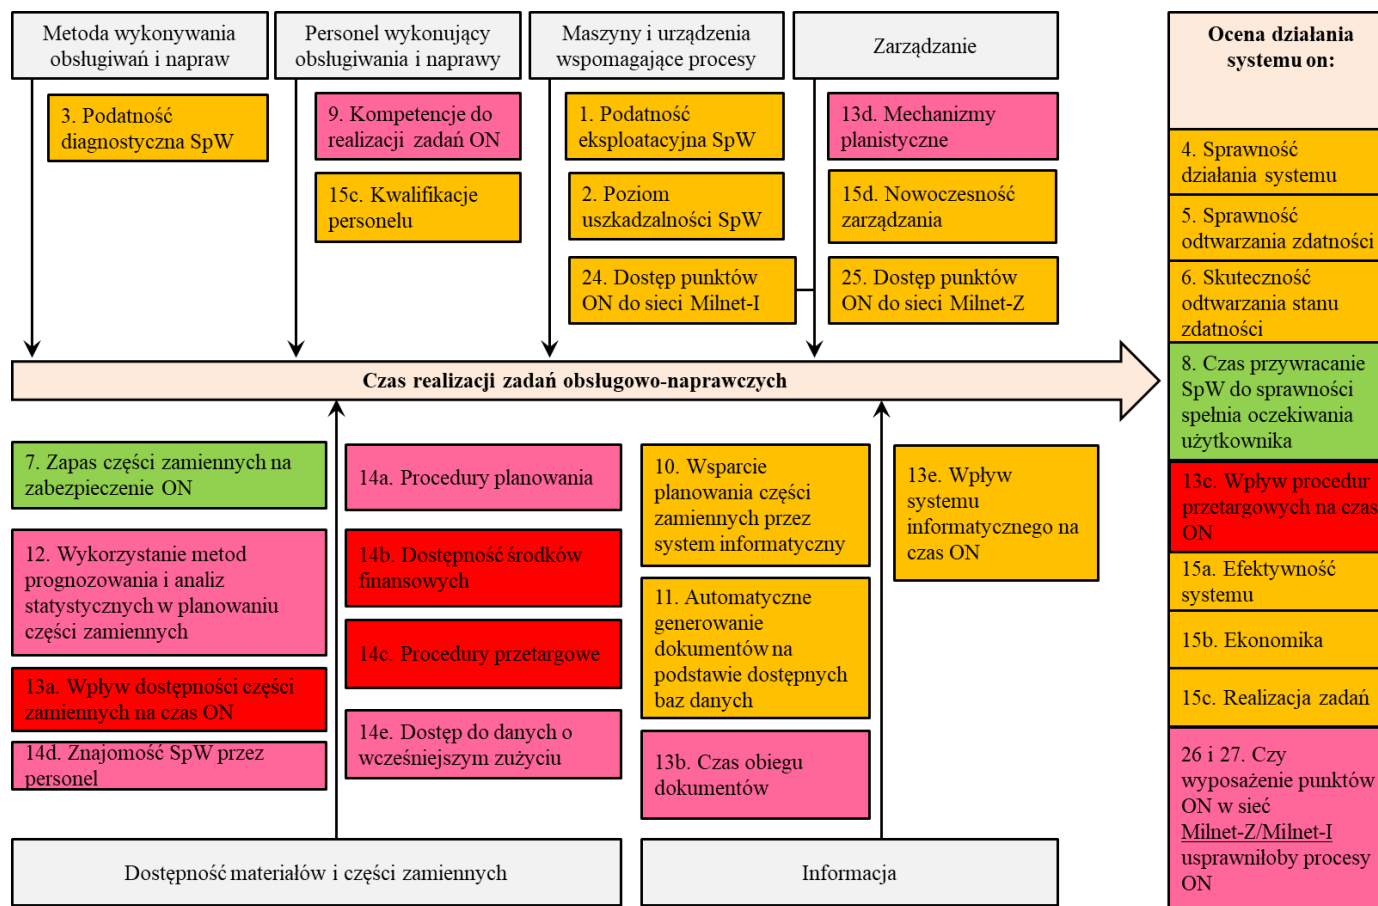 Metoda wykonywania
obsługiwań i napraw
Personel wykonujący
obsługiwania i naprawy
Maszyny i urządzenia
wspomagające procesy
Zarządzanie
Ocena działania
systemu on:
3. Podatność
diagnostyczna SpW
9. Kompetencje do
realizacji zadań ON
15c. Kwalifikacje
personelu
1. Podatność
eksploatacyjna SpW
2. Poziom
uszkadzalności SpW
24. Dostęp punktów
ON do sieci Milnet-I
13d. Mechanizmy
planistyczne
15d. Nowoczesność
zarządzania
25. Dostęp punktów
ON do sieci Milnet-Z
Czas realizacji zadań obsługowo-naprawczych
7. Zapas części zamiennych na
zabezpieczenie ON
12. Wykorzystanie metod
prognozowania i analiz
statystycznych w planowaniu
części zamiennych
13a. Wpływ dostępności części
zamiennych na czas ON
14d. Znajomość SpW przez
personel
14a. Procedury planowania
14b. Dostępność środków
finansowych
14c. Procedury przetargowe
14e. Dostęp do danych o
wcześniejszym zużyciu
10. Wsparcie
planowania części
zamiennych przez
system informatyczny
11. Automatyczne
generowanie
dokumentów na
podstawie dostępnych
baz danych
13b. Czas obiegu
dokumentów
13e. Wpływ
systemu
informatycznego na
czas ON
Dostępność materiałów i części zamiennych
Informacja
4. Sprawność
działania systemu
5. Sprawność
odtwarzania zdatności
6. Skuteczność
odtwarzania stanu
zdatności
8. Czas przywracanie
SpW do sprawności
spełnia oczekiwania
użytkownika
13c. Wpływ procedur
przetargowych na czas
ON
15a. Efektywność
systemu
15b. Ekonomika
15c. Realizacja zadań
26 i 27. Czy
wyposażenie punktów
ON w sieć
Milnet-Z/Milnet-I
usprawniłoby procesy
ON